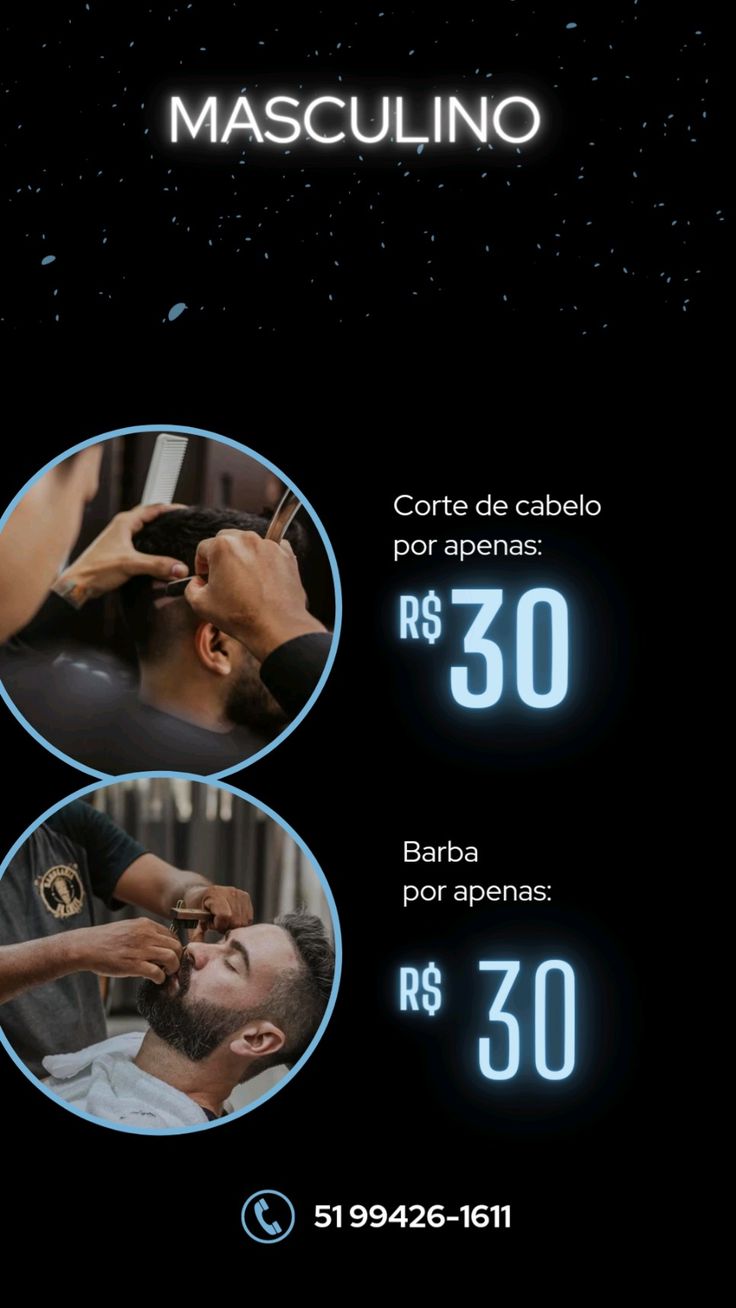 MASCULINO
Corte de cabelo
por apenas:
R$ 30
Barba
por apenas:
R$ 30
51 99426-1611